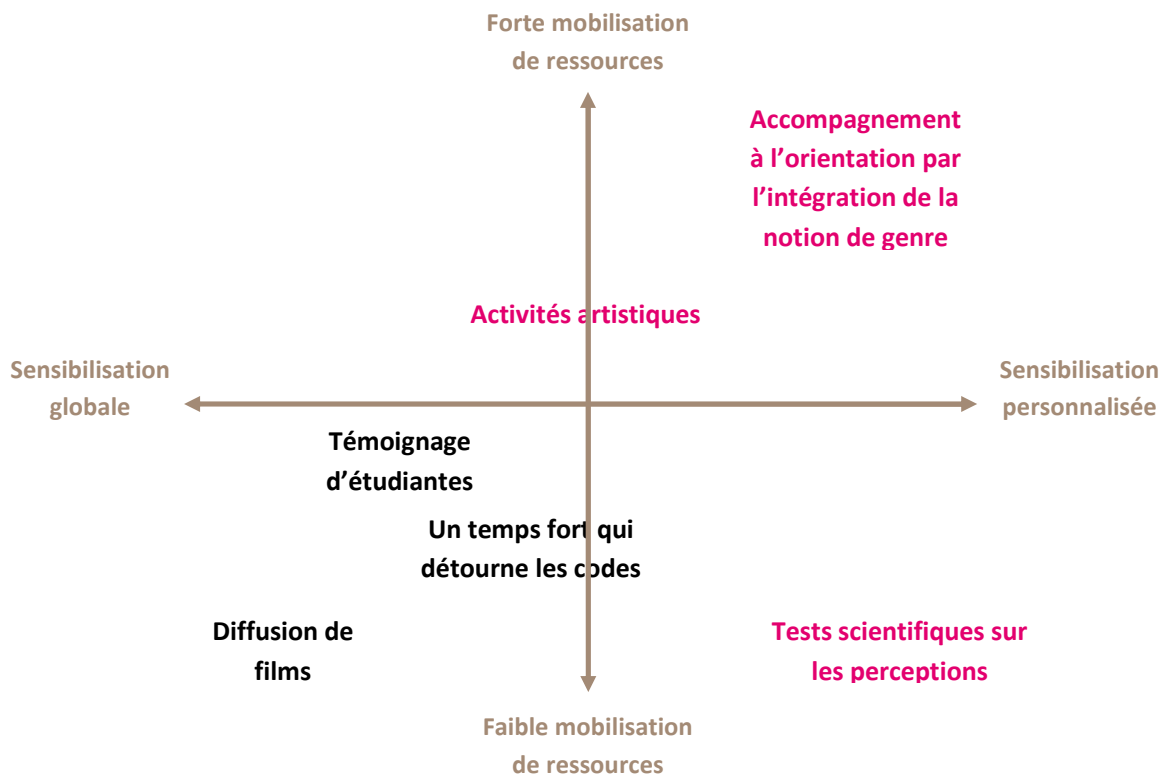 Forte mobilisation
de ressources
Accompagnement
à l’orientation par
l’intégration de la
notion de genre
Activités artistiques
Sensibilisation
globale
Sensibilisation
personnalisée
Témoignage
d’étudiantes
Un temps fort qui
détourne les codes
Diffusion de
films
Tests scientifiques sur
les perceptions
Faible mobilisation
de ressources